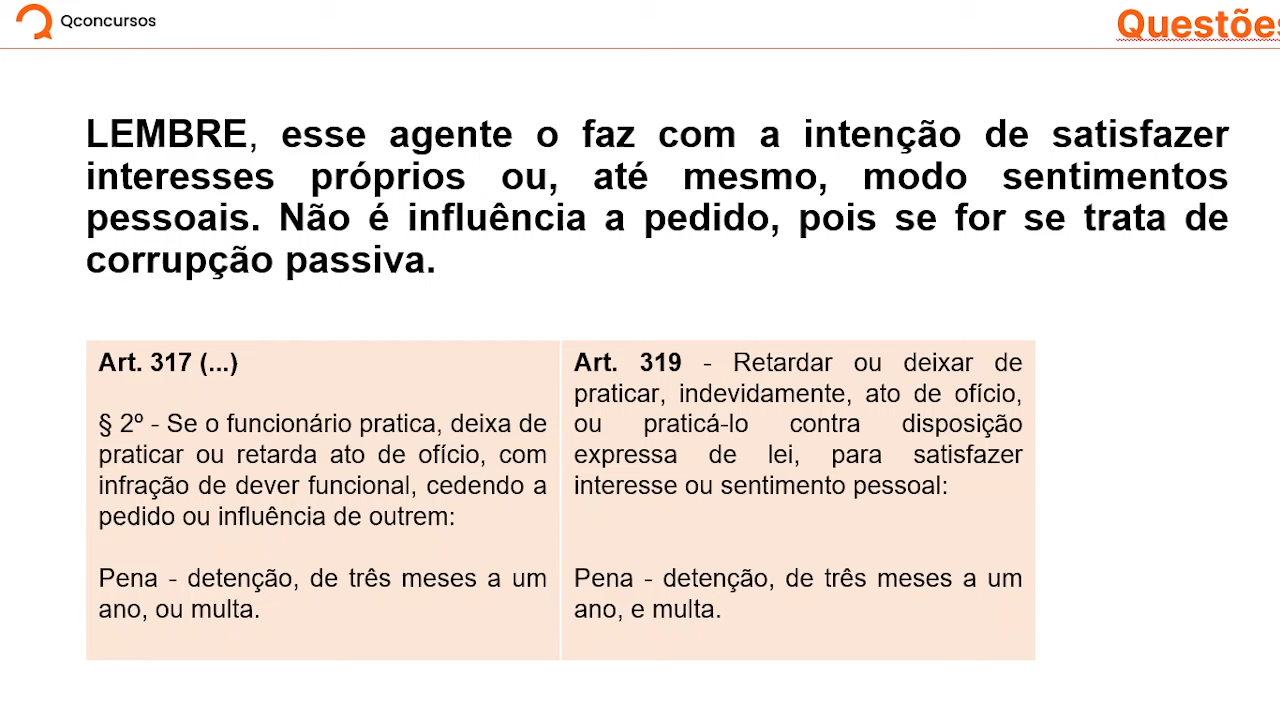 Qconcursos
Questões
LEMBRE, esse agente o faz com a intenção de satisfazer
interesses próprios ou, até mesmo, modo sentimentos
pessoais. Não é influência a pedido, pois se for se trata de
corrupção passiva.
Art. 317 (...)
§ 2º - Se o funcionário pratica, deixa de
praticar ou retarda ato de ofício, com
infração de dever funcional, cedendo a
pedido ou influência de outrem:
Pena - detenção, de três meses a um
ano, ou multa.
Art. 319 - Retardar ou deixar de
praticar, indevidamente, ato de ofício,
ou praticá-lo contra disposição
expressa de lei, para satisfazer
interesse ou sentimento pessoal:
Pena - detenção, de três meses a um
ano, e multa.